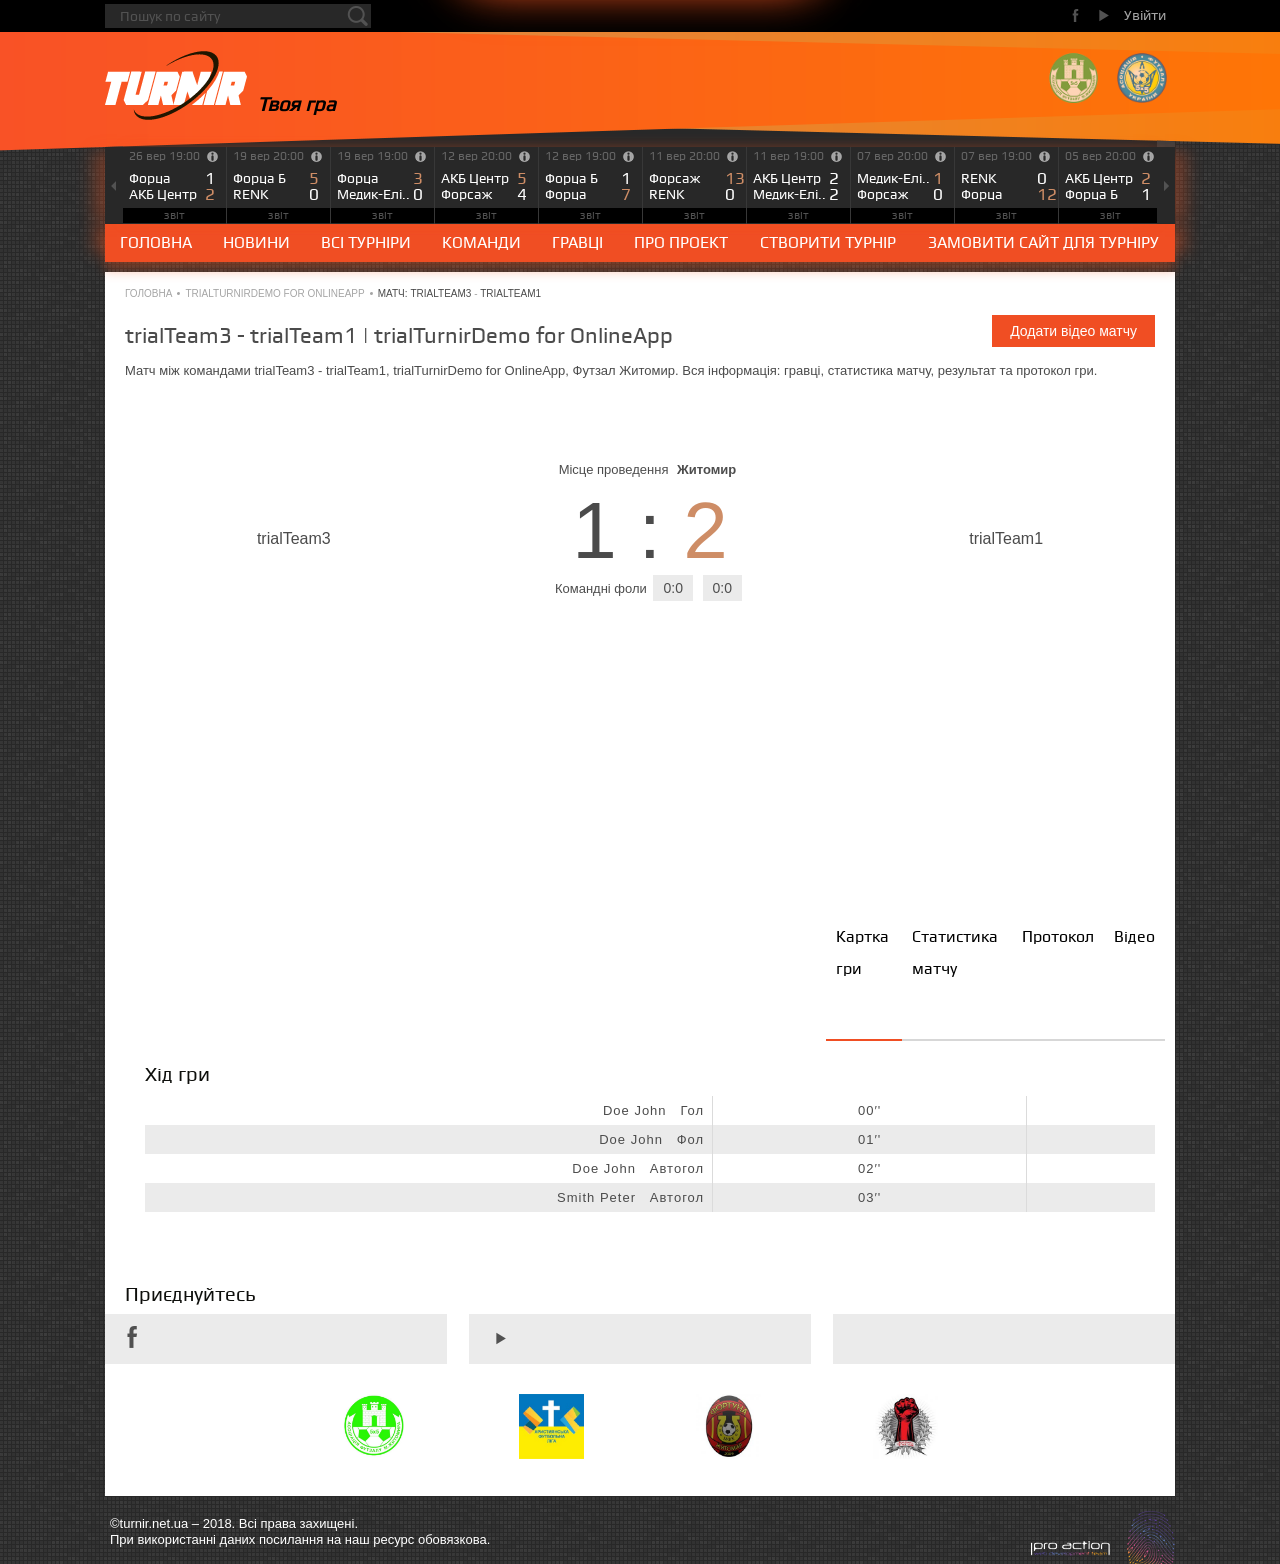 Пошук по сайту
Увійти
TURNIR Твоя гра
26 вер 19:00 19 вер 20:00 19 вер 19:00 12 вер 20:00 12 вер 19:00 11 вер 20:00 11 вер 19:00 07 вер 20:00 07 вер 19:00 05 вер 20:00
Форца 1 Форца Б 5 Форца 3 АКБ Центр 5 Форца Б 1 Форсаж 13 АКБ Центр 2 Медик-Елі.. 1 RENK 0 АКБ Центр 2
АКБ Центр 2 RENK 0 Медик-Елі.. 0 Форсаж 4 Форца 7 RENK 0 Медик-Елі.. 2 Форсаж 0 Форца 12 Форца Б 1
звіт звіт звіт звіт звіт звіт звіт звіт звіт звіт
ГОЛОВНА НОВИНИ ВСІ ТУРНІРИ КОМАНДИ ГРАВЦІ ПРО ПРОЕКТ СТВОРИТИ ТУРНІР ЗАМОВИТИ САЙТ ДЛЯ ТУРНІРУ
ГОЛОВНА • TRIALTURNIRDEMO FOR ONLINEAPP • МАТЧ: TRIALTEAM3 - TRIALTEAM1
trialTeam3 - trialTeam1 | trialTurnirDemo for OnlineApp
Додати відео матчу
Матч між командами trialTeam3 - trialTeam1, trialTurnirDemo for OnlineApp, Футзал Житомир. Вся інформація: гравці, статистика матчу, результат та протокол гри.
Місце проведення Житомир
trialTeam3 1 : 2 trialTeam1
Командні фоли 0:0 0:0
Картка гри
Статистика матчу
Протокол
Відео
Хід гри
Doe John Гол 00′′
Doe John Фол 01′′
Doe John Автогол 02′′
Smith Peter Автогол 03′′
Приєднуйтесь
©turnir.net.ua – 2018. Всі права захищені.
При використанні даних посилання на наш ресурс обовязкова.
pro action